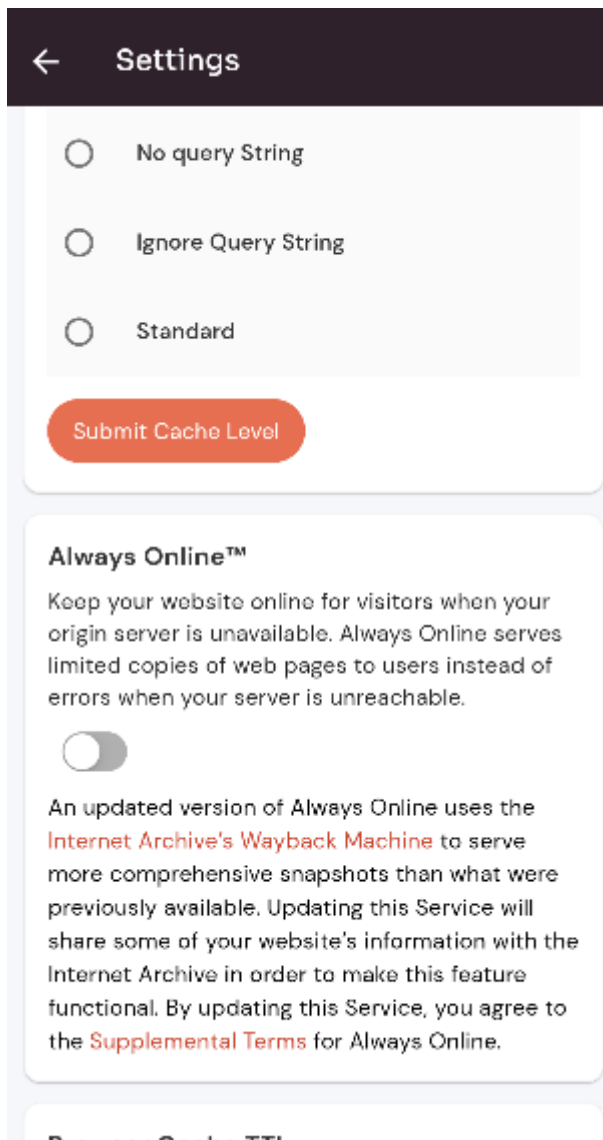 Settings
No query String
Ignore Query String
Standard
Submit Cache Level
Always Online™
Keep your website online for visitors when your
origin server is unavailable. Always Online serves
limited copies of web pages to users instead of
errors when your server is unreachable.
An updated version of Always Online uses the
Internet Archive's Wayback Machine to serve
more comprehensive snapshots than what were
previously available. Updating this Service will
share some of your website's information with the
Internet Archive in order to make this feature
functional. By updating this Service, you agree to
the Supplemental Terms for Always Online.